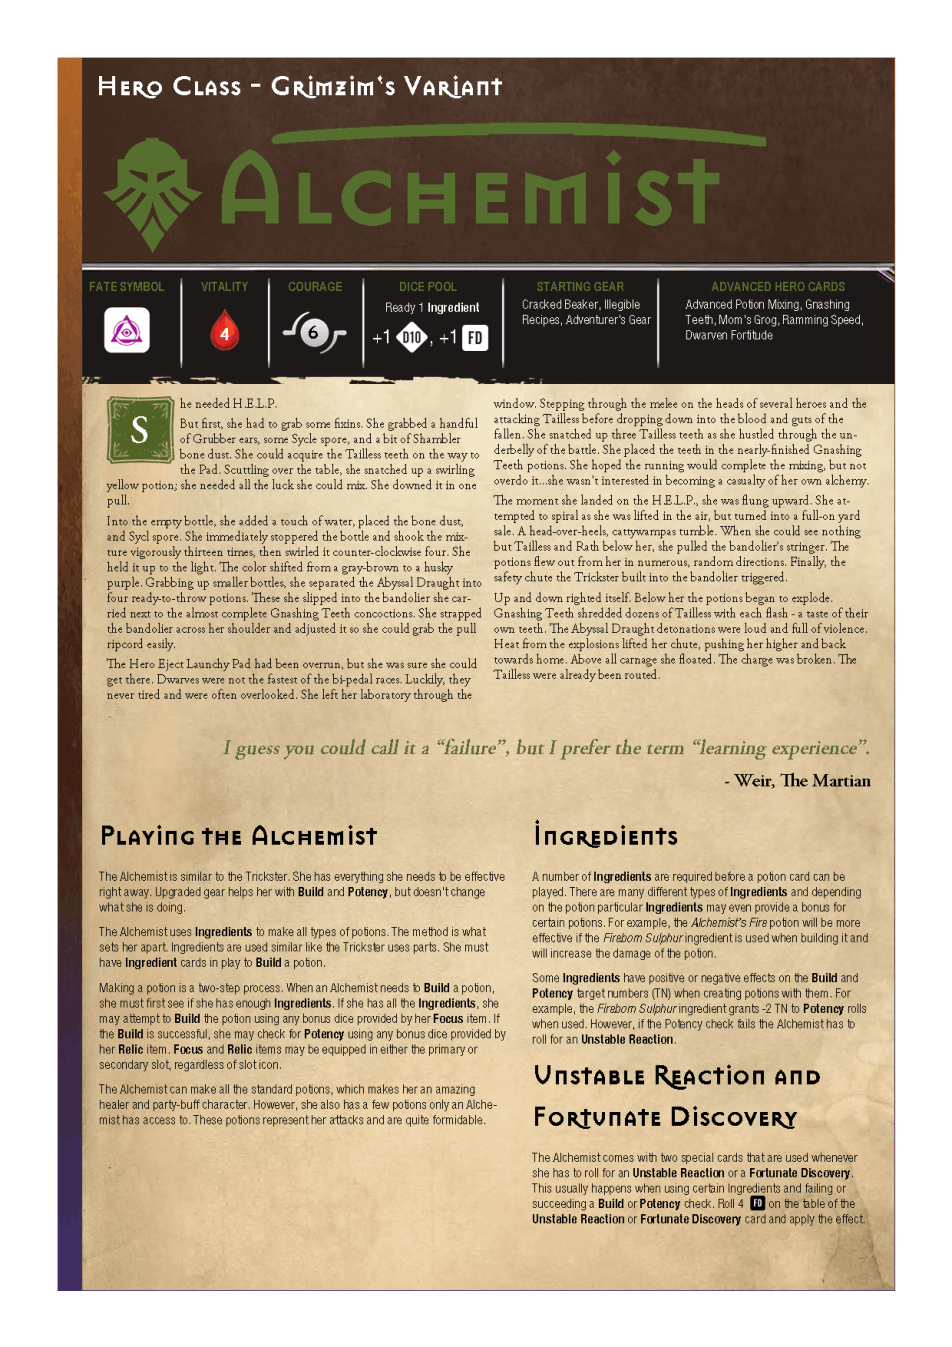 Hero Class - Grimzim's Variant
Alchemist
FATE SYMBOL
VITALITY
4
COURAGE
6
DICE POOL
Ready 1 Ingredient
+1 D10, +1 FD
STARTING GEAR
Cracked Beaker, Illegible
Recipes, Adventurer's Gear
ADVANCED HERO CARDS
Advanced Potion Mixing, Gnashing
Teeth, Mom's Grog, Ramming Speed,
Dwarven Fortitude
She needed H.E.L.P.
But first, she had to grab some fixins. She grabbed a handful
of Grubber ears, some Sycle spore, and a bit of Shambler
bone dust. She could acquire the Tailless teeth on the way to
the Pad. Scuttling over the table, she snatched up a swirling
yellow potion; she needed all the luck she could mix. She downed it in one
pull.
Into the empty bottle, she added a touch of water, placed the bone dust,
and Sycl spore. She immediately stoppered the bottle and shook the mix-
ture vigorously thirteen times, then swirled it counter-clockwise four. She
held it up to the light. The color shifted from a gray-brown to a husky
purple. Grabbing up smaller bottles, she separated the Abyssal Draught into
four ready-to-throw potions. These she slipped into the bandolier she car-
ried next to the almost complete Gnashing Teeth concoctions. She strapped
the bandolier across her shoulder and adjusted it so she could grab the pull
ripcord easily.
The Hero Eject Launchy Pad had been overrun, but she was sure she could
get there. Dwarves were not the fastest of the bi-pedal races. Luckily, they
never tired and were often overlooked. She left her laboratory through the
window. Stepping through the melee on the heads of several heroes and the
attacking Tailless before dropping down into the blood and guts of the
fallen. She snatched up three Tailless teeth as she hustled through the un-
derbelly of the battle. She placed the teeth in the nearly-finished Gnashing
Teeth potions. She hoped the running would complete the mixing, but not
overdo it...she wasn't interested in becoming a casualty of her own alchemy.
The moment she landed on the H.E.L.P., she was flung upward. She at-
tempted to spiral as she was lifted in the air, but turned into a full-on yard
sale. A head-over-heels, cattywampas tumble. When she could see nothing
but Tailless and Rath below her, she pulled the bandolier's stringer. The
potions flew out from her in numerous, random directions. Finally, the
safety chute the Trickster built into the bandolier triggered.
Up and down righted itself. Below her the potions began to explode.
Gnashing Teeth shredded dozens of Tailless with each flash - a taste of their
own teeth. The Abyssal Draught detonations were loud and full of violence.
Heat from the explosions lifted her chute, pushing her higher and back
towards home. Above all carnage she floated. The charge was broken. The
Tailless were already been routed.
I guess you could call it a “failure”, but I prefer the term “learning experience”.
- Weir, The Martian
Playing the Alchemist
The Alchemist is similar to the Trickster. She has everything she needs to be effective
right away. Upgraded gear helps her with Build and Potency, but doesn't change
what she is doing.
The Alchemist uses Ingredients to make all types of potions. The method is what
sets her apart. Ingredients are used similar like the Trickster uses parts. She must
have Ingredient cards in play to Build a potion.
Making a potion is a two-step process. When an Alchemist needs to Build a potion,
she must first see if she has enough Ingredients. If she has all the Ingredients, she
may attempt to Build the potion using any bonus dice provided by her Focus item. If
the Build is successful, she may check for Potency using any bonus dice provided by
her Relic item. Focus and Relic items may be equipped in either the primary or
secondary slot, regardless of slot icon.
The Alchemist can make all the standard potions, which makes her an amazing
healer and party-buff character. However, she also has a few potions only an Alche-
mist has access to. These potions represent her attacks and are quite formidable.
Ingredients
A number of Ingredients are required before a potion card can be
played. There are many different types of Ingredients and depending
on the potion particular Ingredients may even provide a bonus for
certain potions. For example, the Alchemist's Fire potion will be more
effective if the Fireborn Sulphur ingredient is used when building it and
will increase the damage of the potion.
Some Ingredients have positive or negative effects on the Build and
Potency target numbers (TN) when creating potions with them. For
example, the Fireborn Sulphur ingredient grants -2 TN to Potency rolls
when used. However, if the Potency check fails the Alchemist has to
roll for an Unstable Reaction.
Unstable Reaction and
Fortunate Discovery
The Alchemist comes with two special cards that are used whenever
she has to roll for an Unstable Reaction or a Fortunate Discovery.
This usually happens when using certain Ingredients and failing or
succeeding a Build or Potency check. Roll 4 FD on the table of the
Unstable Reaction or Fortunate Discovery card and apply the effect.